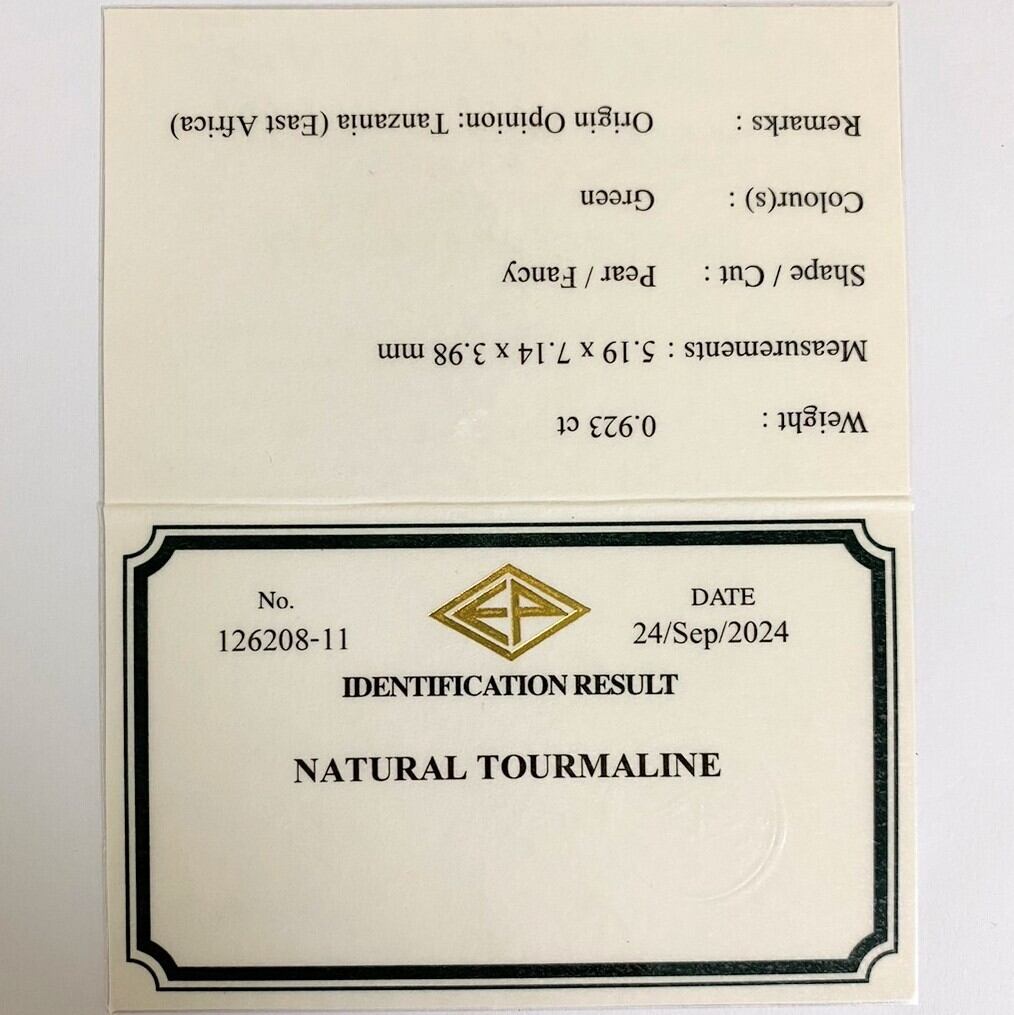 Weight : 0.923 ct
Measurements : 5.19 x 7.14 x 3.98 mm
Shape / Cut : Pear / Fancy
Colour(s) : Green
Remarks : Origin Opinion: Tanzania (East Africa)
No.
126208-11
EP
DATE
24/Sep/2024
IDENTIFICATION RESULT
NATURAL TOURMALINE